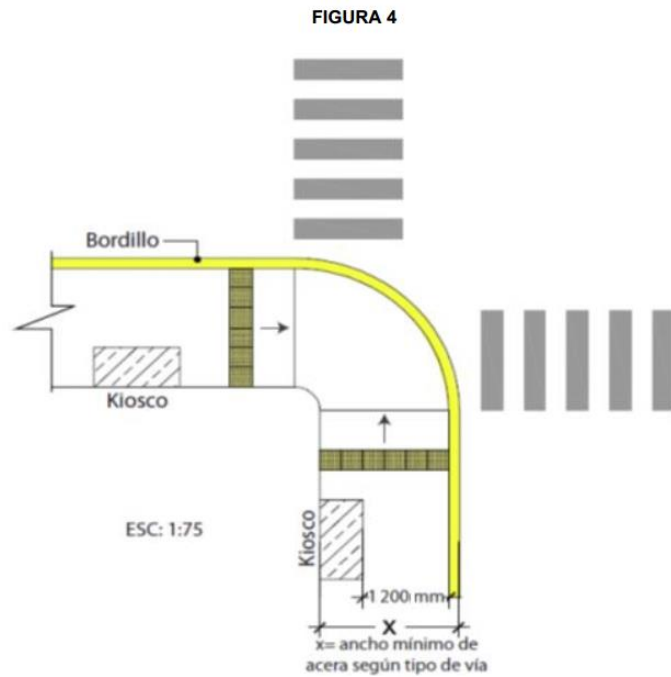 FIGURA 4
Bordillo
Kiosco
ESC: 1:75
Kiosco
1 200 mm
X
x= ancho mínimo de
acera según tipo de vía